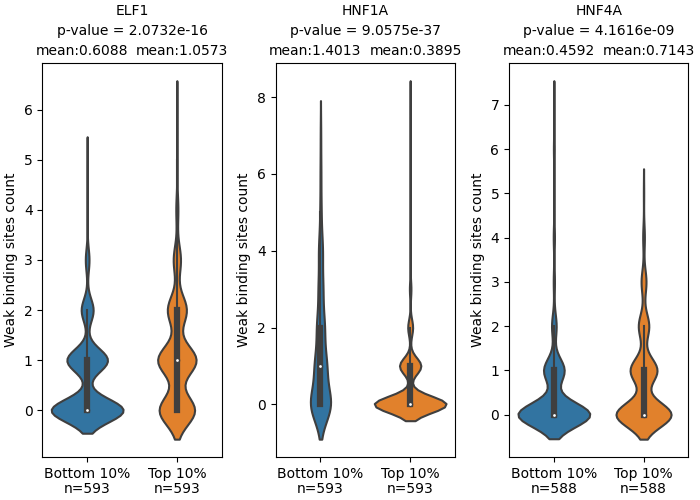 ELF1
p-value = 2.0732e-16
mean:0.6088 mean:1.0573
Weak binding sites count
6
5
4
3
2
1
0
Bottom 10% Top 10%
n=593 n=593
HNF1A
p-value = 9.0575e-37
mean:1.4013 mean:0.3895
Weak binding sites count
8
6
4
2
0
Bottom 10% Top 10%
n=593 n=593
HNF4A
p-value = 4.1616e-09
mean:0.4592 mean:0.7143
Weak binding sites count
7
6
5
4
3
2
1
0
Bottom 10% Top 10%
n=588 n=588